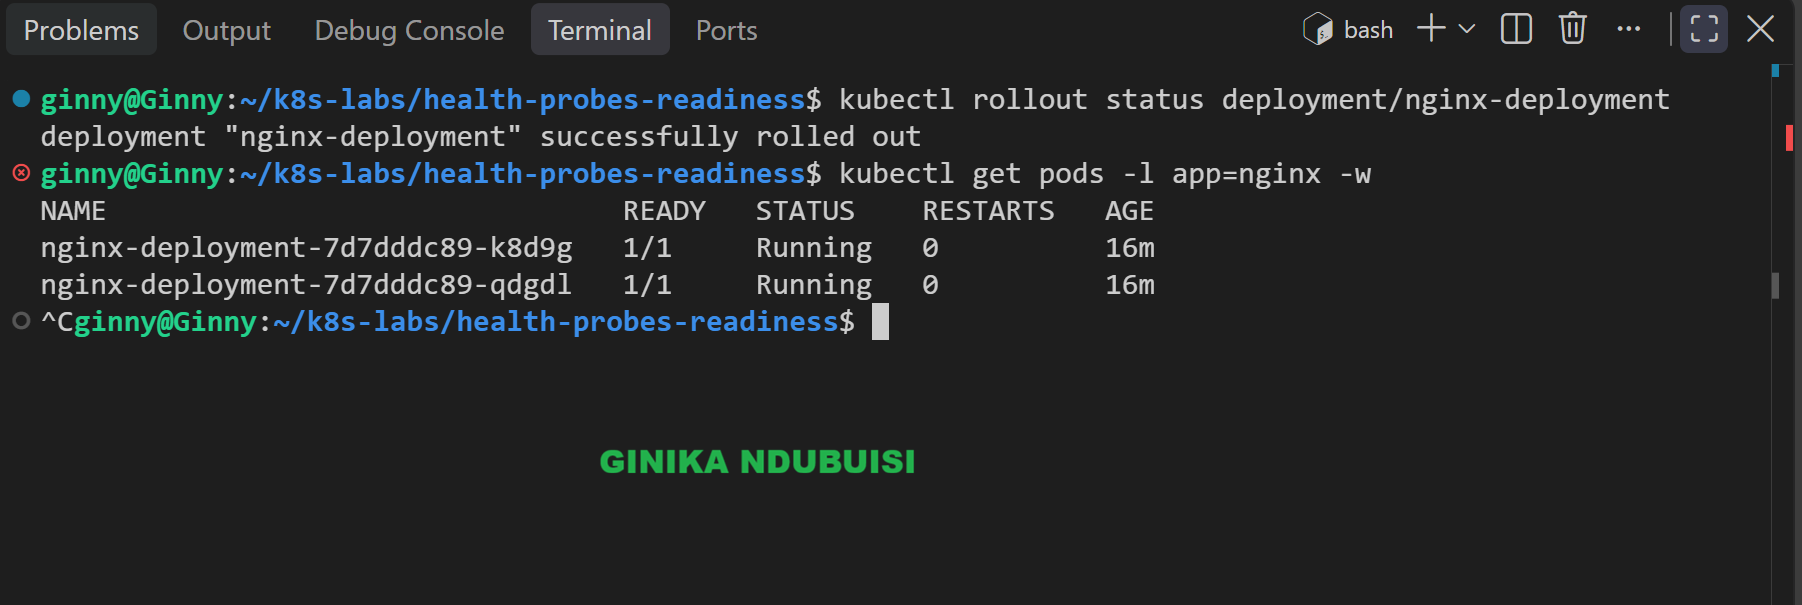 Problems Output Debug Console Terminal Ports bash
ginny@Ginny:~/k8s-labs/health-probes-readiness$ kubectl rollout status deployment/nginx-deployment
deployment "nginx-deployment" successfully rolled out
ginny@Ginny:~/k8s-labs/health-probes-readiness$ kubectl get pods -l app=nginx -w
NAME READY STATUS RESTARTS AGE
nginx-deployment-7d7dddc89-k8d9g 1/1 Running 0 16m
nginx-deployment-7d7dddc89-qdgdl 1/1 Running 0 16m
^Cginny@Ginny:~/k8s-labs/health-probes-readiness$
GINIKA NDUBUISI